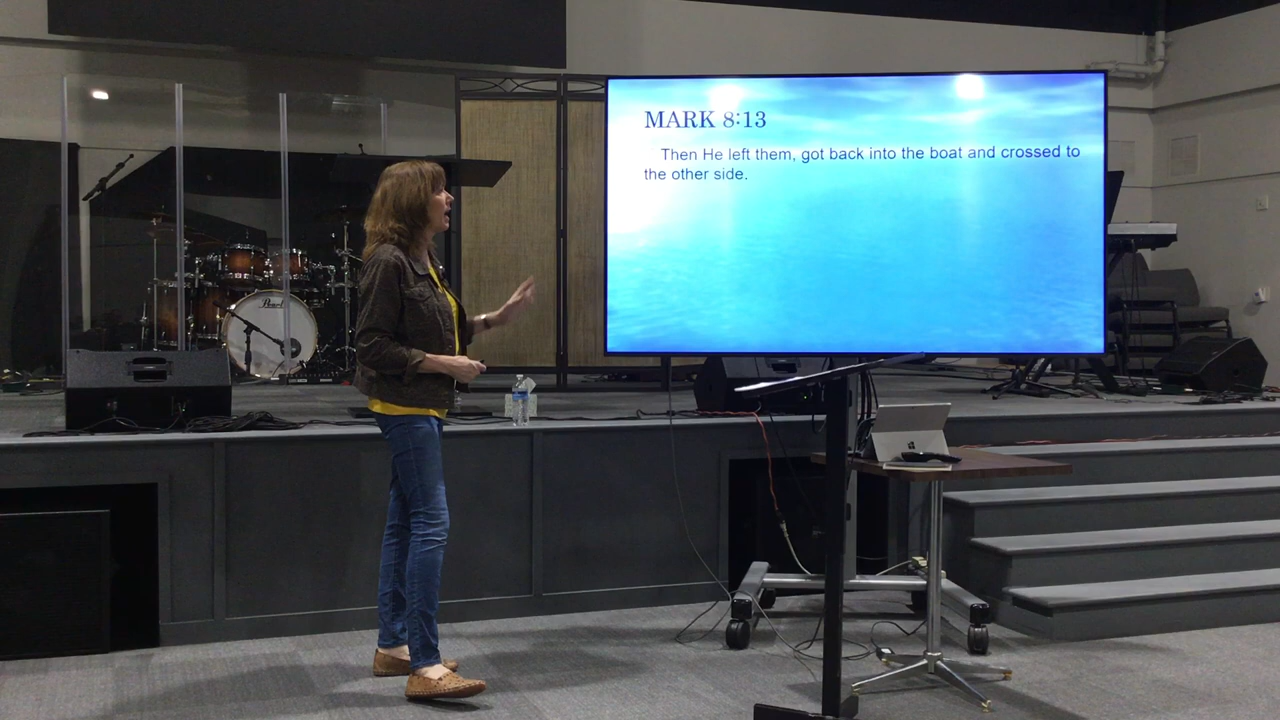 MARK 8:13
Then He left them, got back into the boat and crossed to
the other side.
Pearl